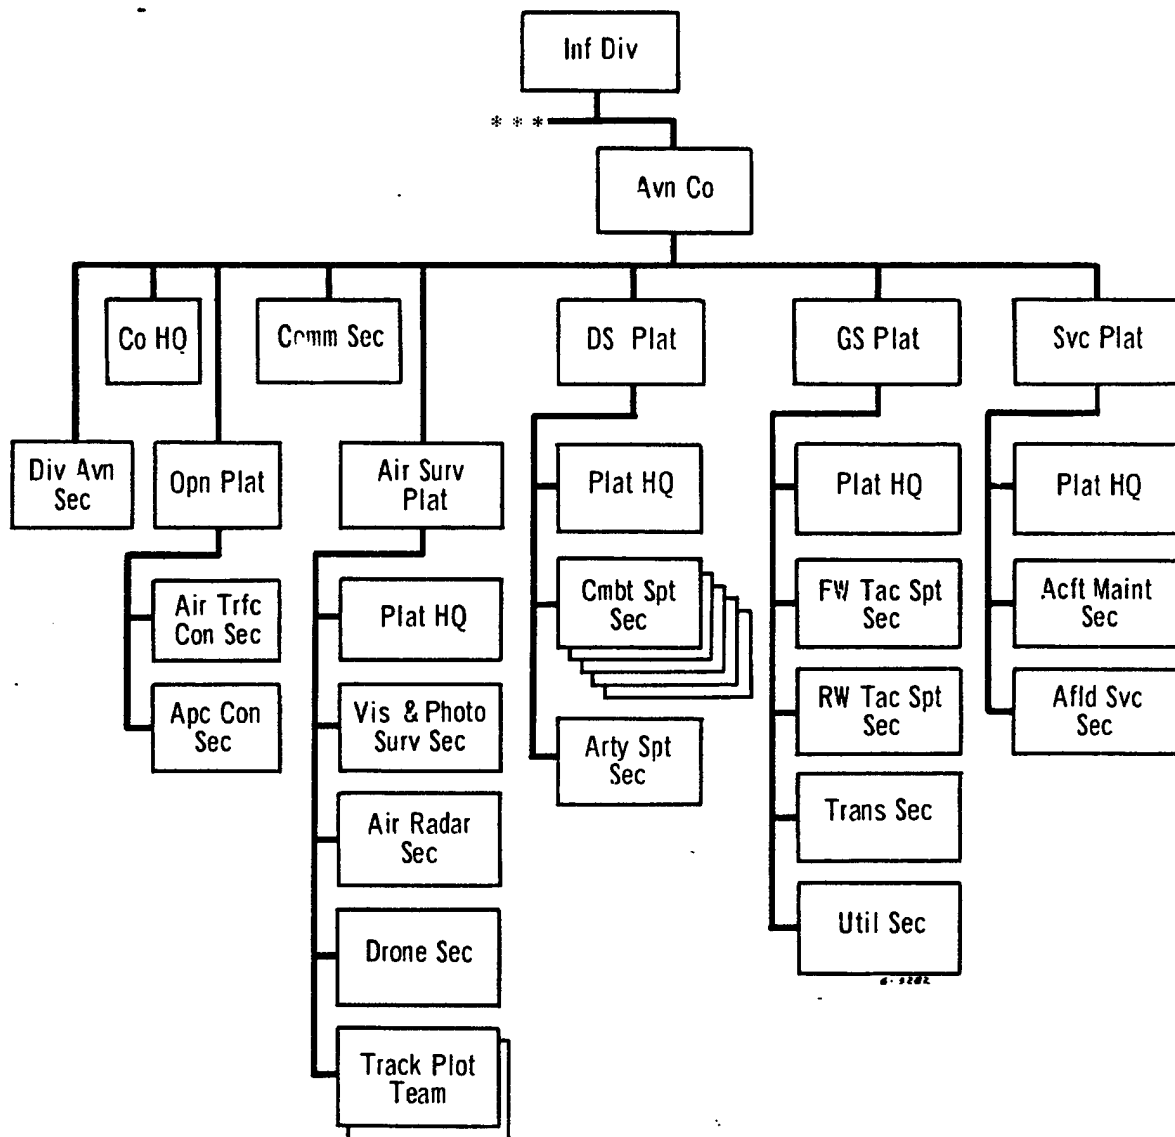 Inf Div
* * *
Avn Co
Co HQ
Comm Sec
DS Plat
GS Plat
Svc Plat
Div Avn
Sec
Opn Plat
Air Surv
Plat
Air Trfc
Con Sec
Apc Con
Sec
Plat HQ
Vis & Photo
Surv Sec
Air Radar
Sec
Drone Sec
Track Plot
Team
Plat HQ
Cmbt Spt
Sec
Arty Spt
Sec
Plat HQ
FW Tac Spt
Sec
RW Tac Spt
Sec
Trans Sec
Util Sec
Plat HQ
Acft Maint
Sec
Afld Svc
Sec